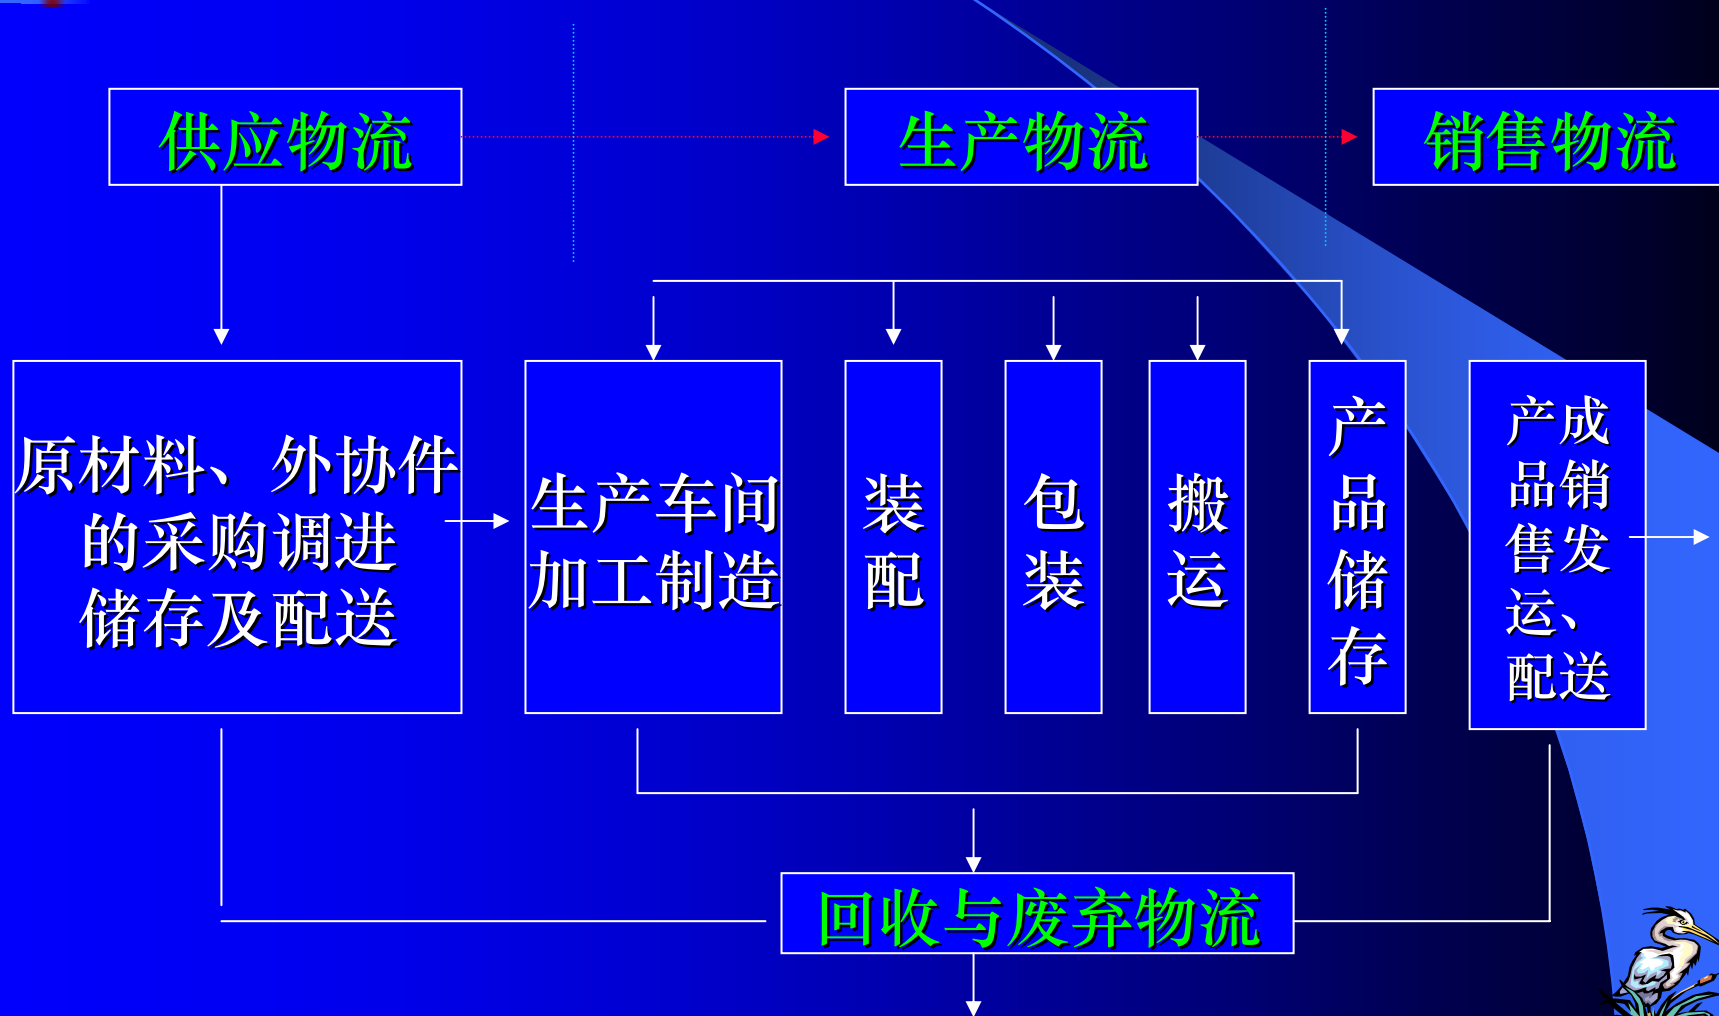 供应物流
生产物流
销售物流
原材料、外协件
的采购调进
储存及配送
生产车间
加工制造
装
配
包
装
搬
运
产
品
储
存
产成
品销
售发
运、
配送
回收与废弃物流